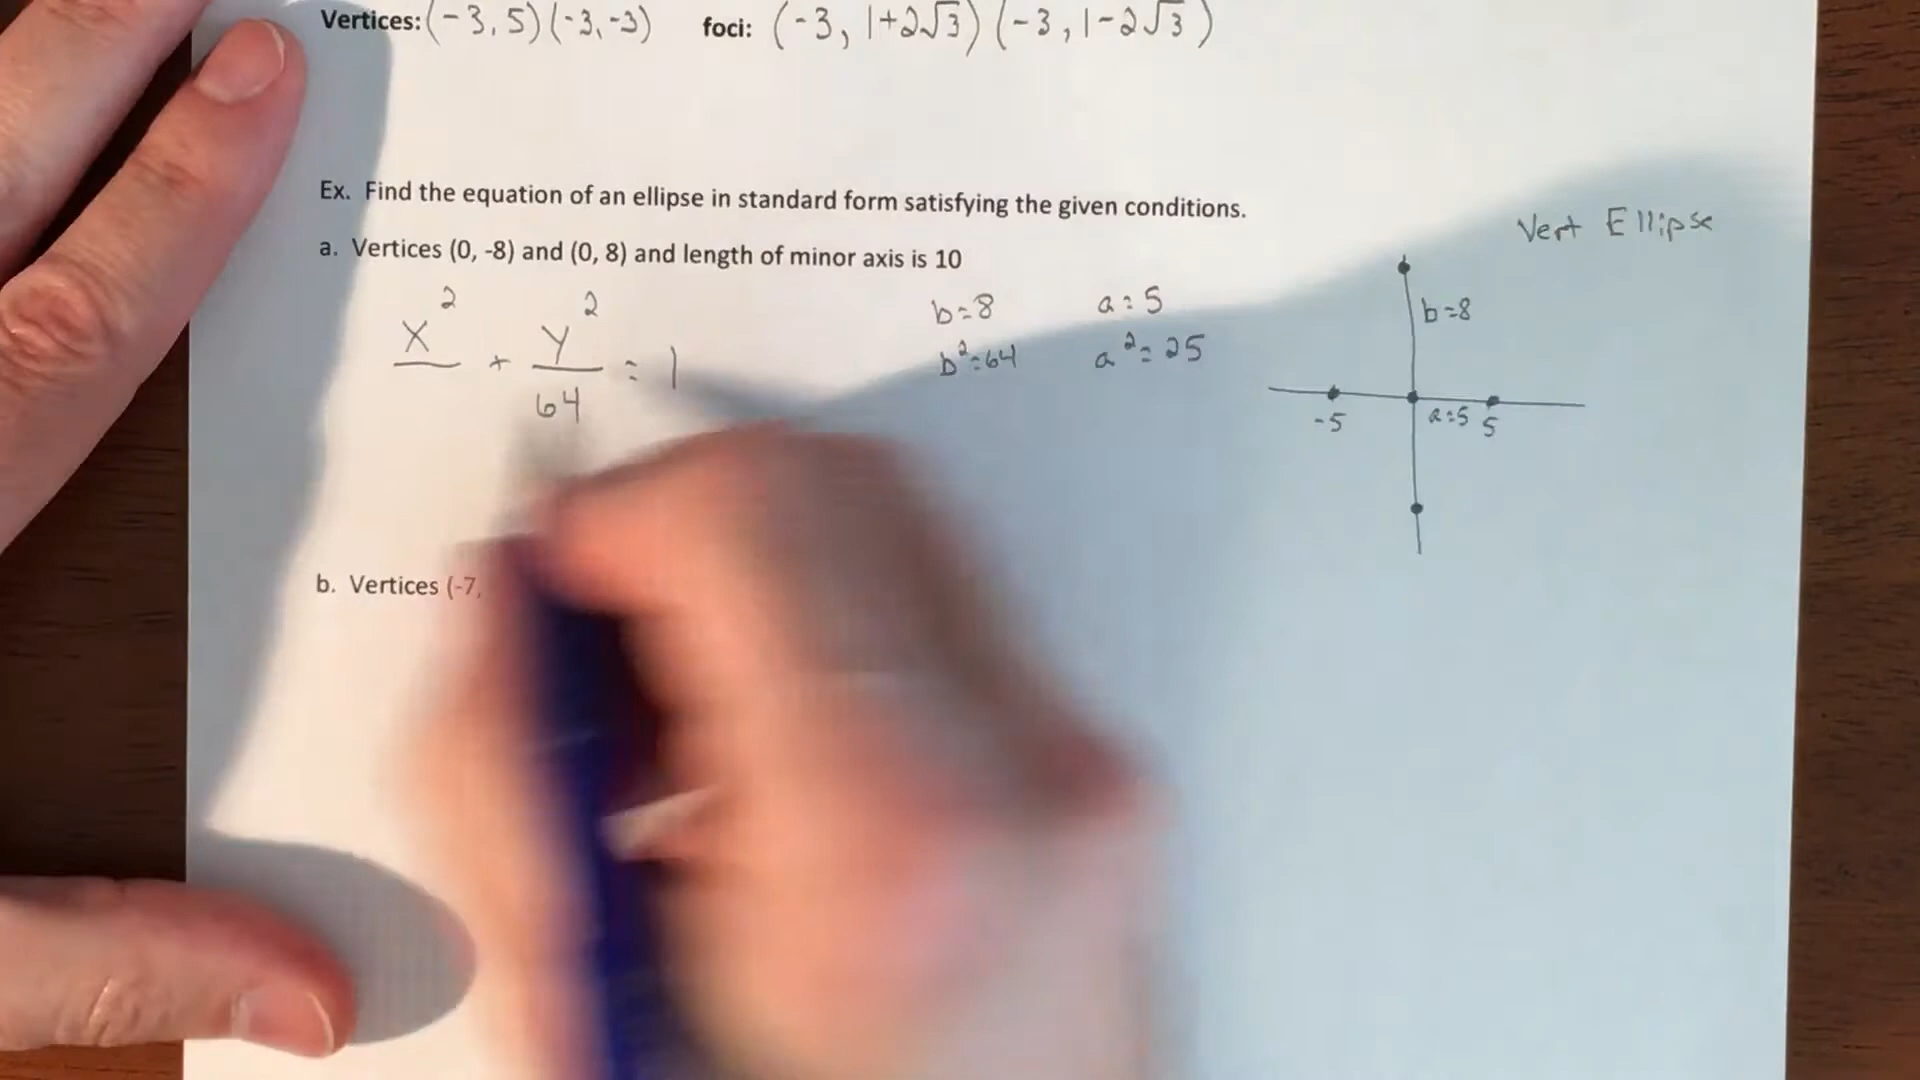 Vertices: (-3, 5) (-3, -3) foci: (-3, 1+2√3) (-3, 1-2√3)
Ex. Find the equation of an ellipse in standard form satisfying the given conditions.
Vert Ellipse
a. Vertices (0, -8) and (0, 8) and length of minor axis is 10
x² + y²/64 = 1
b=8 a=5
b²=64 a²=25
b=8
-5 a=5 5
b. Vertices (-7,